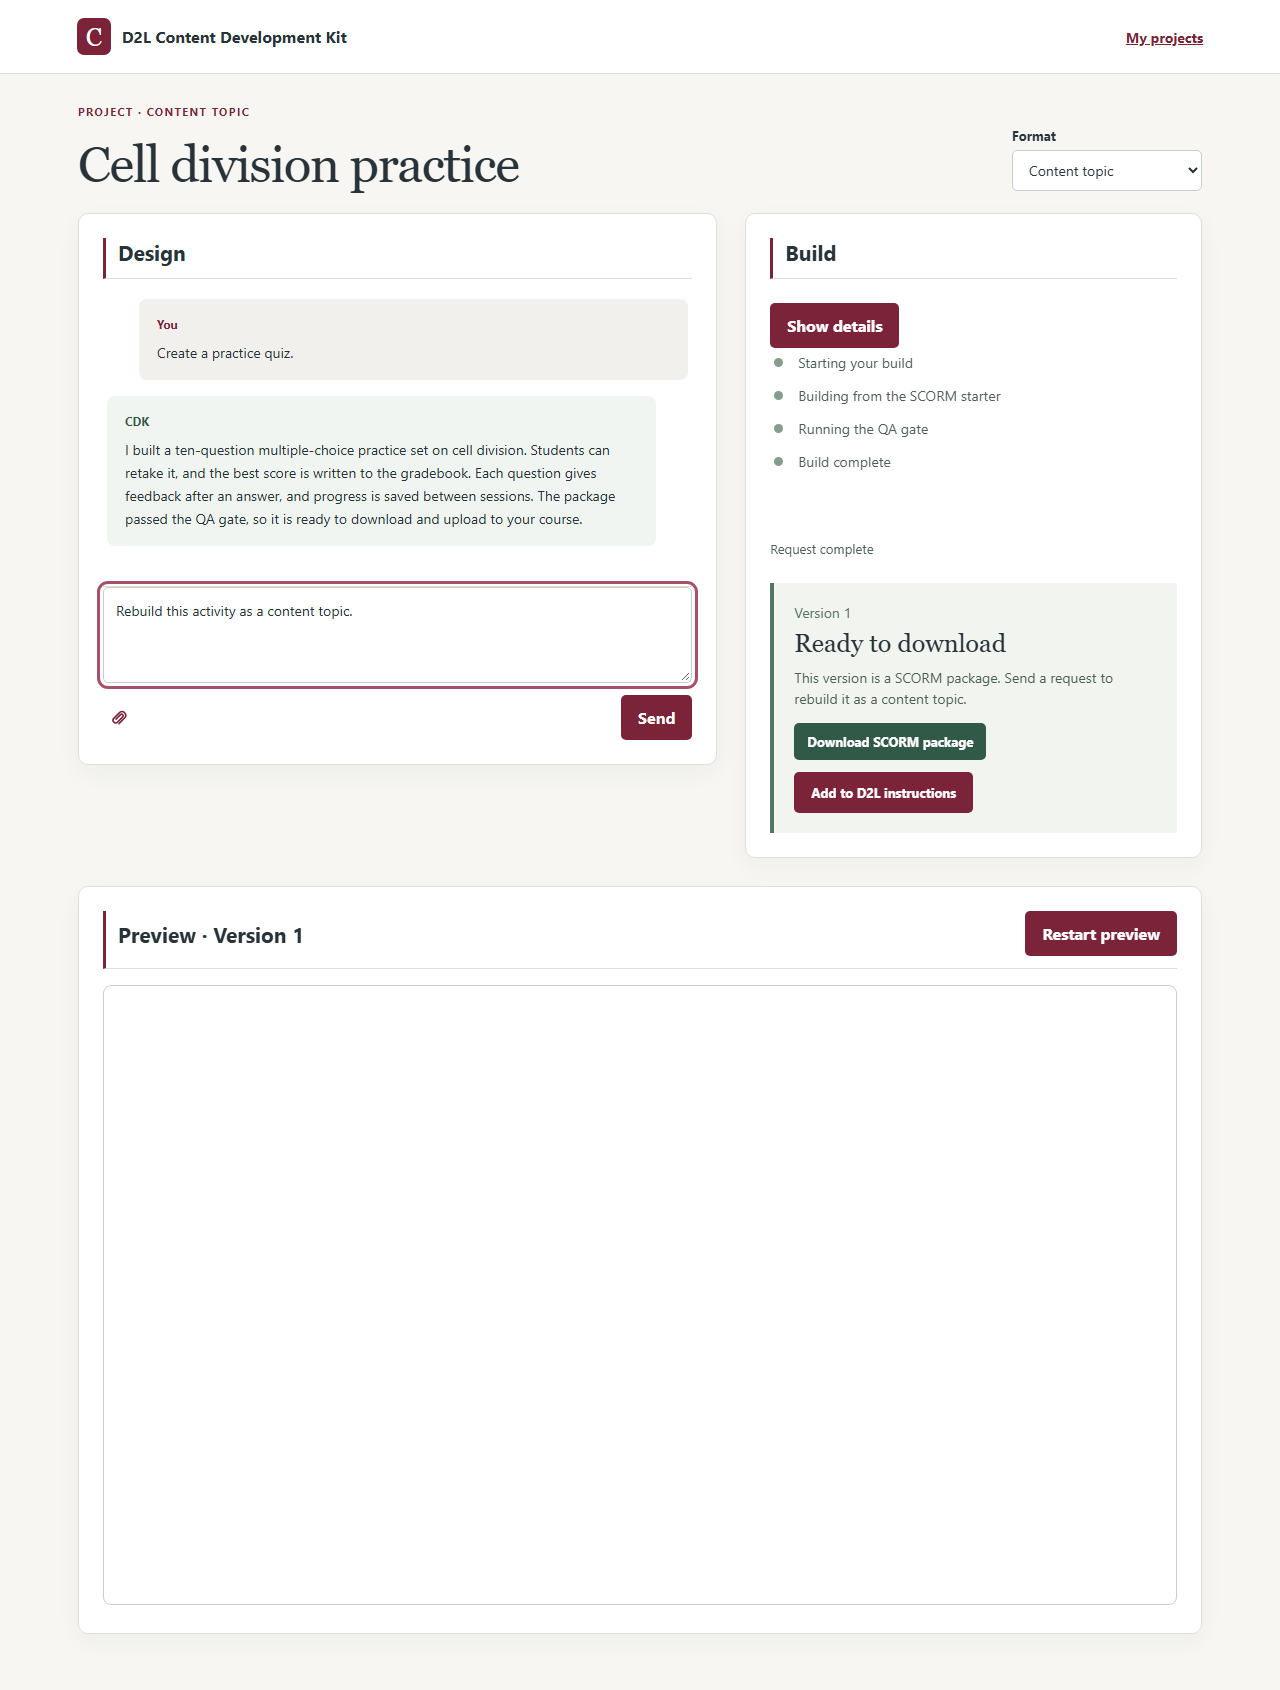 C D2L Content Development Kit
My projects
PROJECT · CONTENT TOPIC
Cell division practice
Format
Content topic
Design
You
Create a practice quiz.
CDK
I built a ten-question multiple-choice practice set on cell division. Students can
retake it, and the best score is written to the gradebook. Each question gives
feedback after an answer, and progress is saved between sessions. The package
passed the QA gate, so it is ready to download and upload to your course.
Rebuild this activity as a content topic.
Send
Build
Show details
Starting your build
Building from the SCORM starter
Running the QA gate
Build complete
Request complete
Version 1
Ready to download
This version is a SCORM package. Send a request to
rebuild it as a content topic.
Download SCORM package
Add to D2L instructions
Preview · Version 1
Restart preview